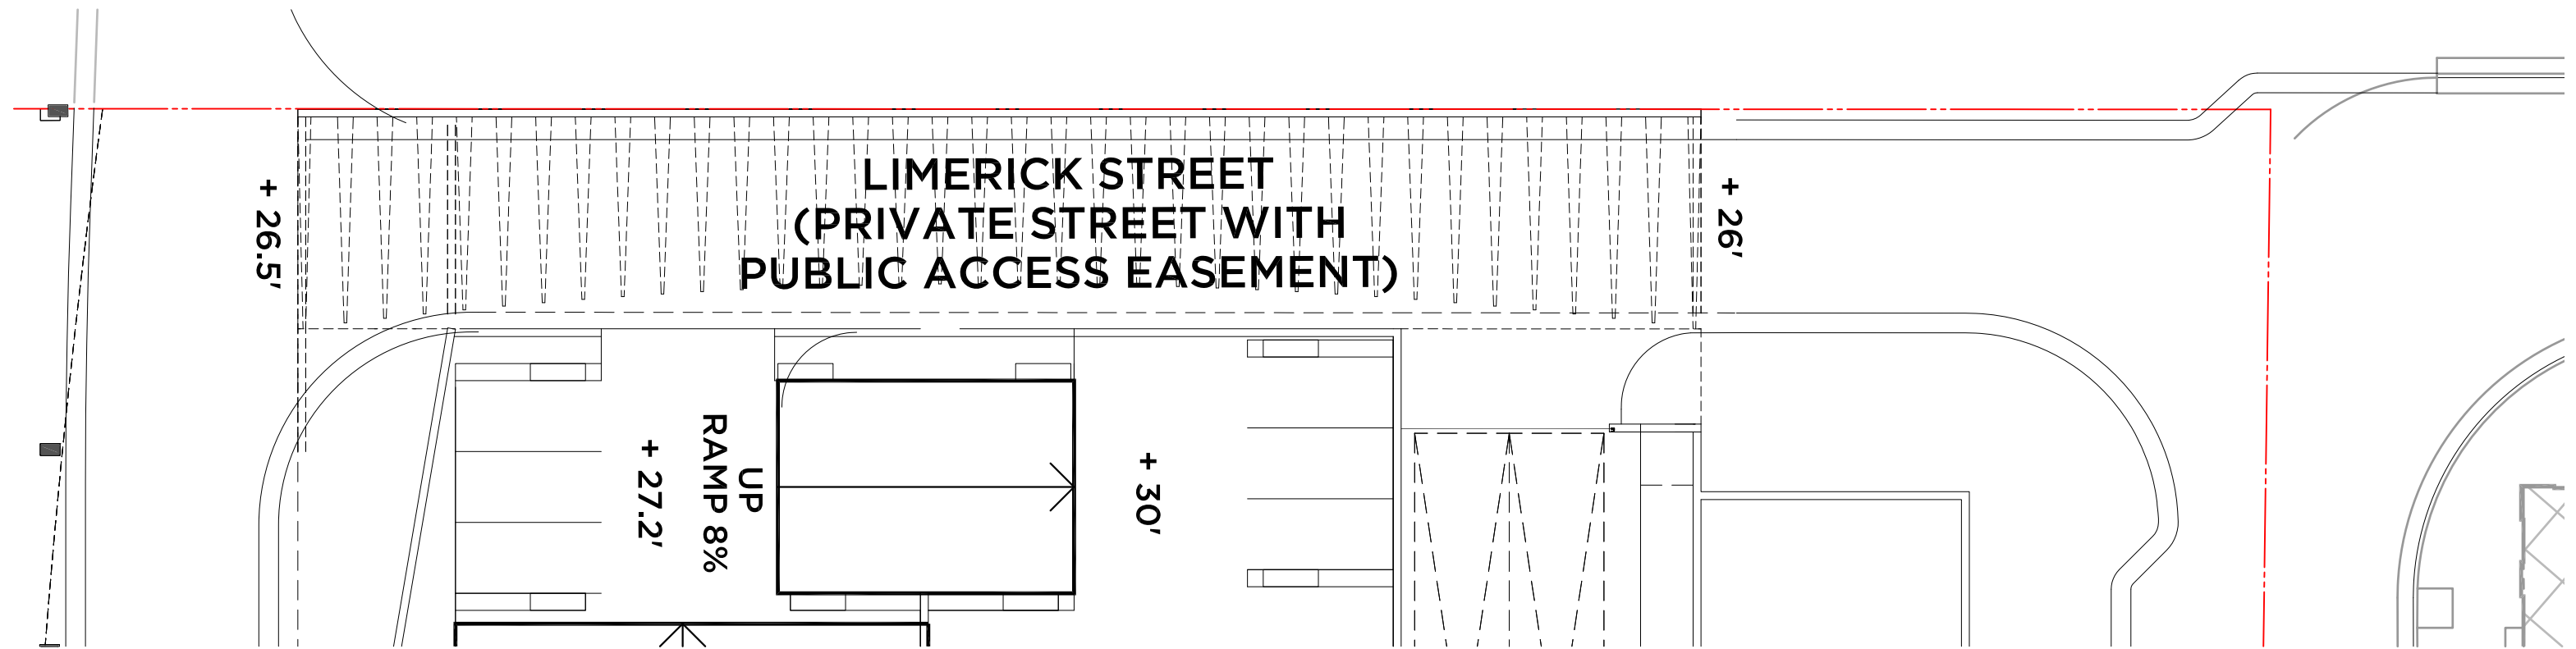 LIMERICK STREET
(PRIVATE STREET WITH
PUBLIC ACCESS EASEMENT)
+ 26.5'
+ 26'
UP
RAMP 8%
+ 27.2'
+ 30'